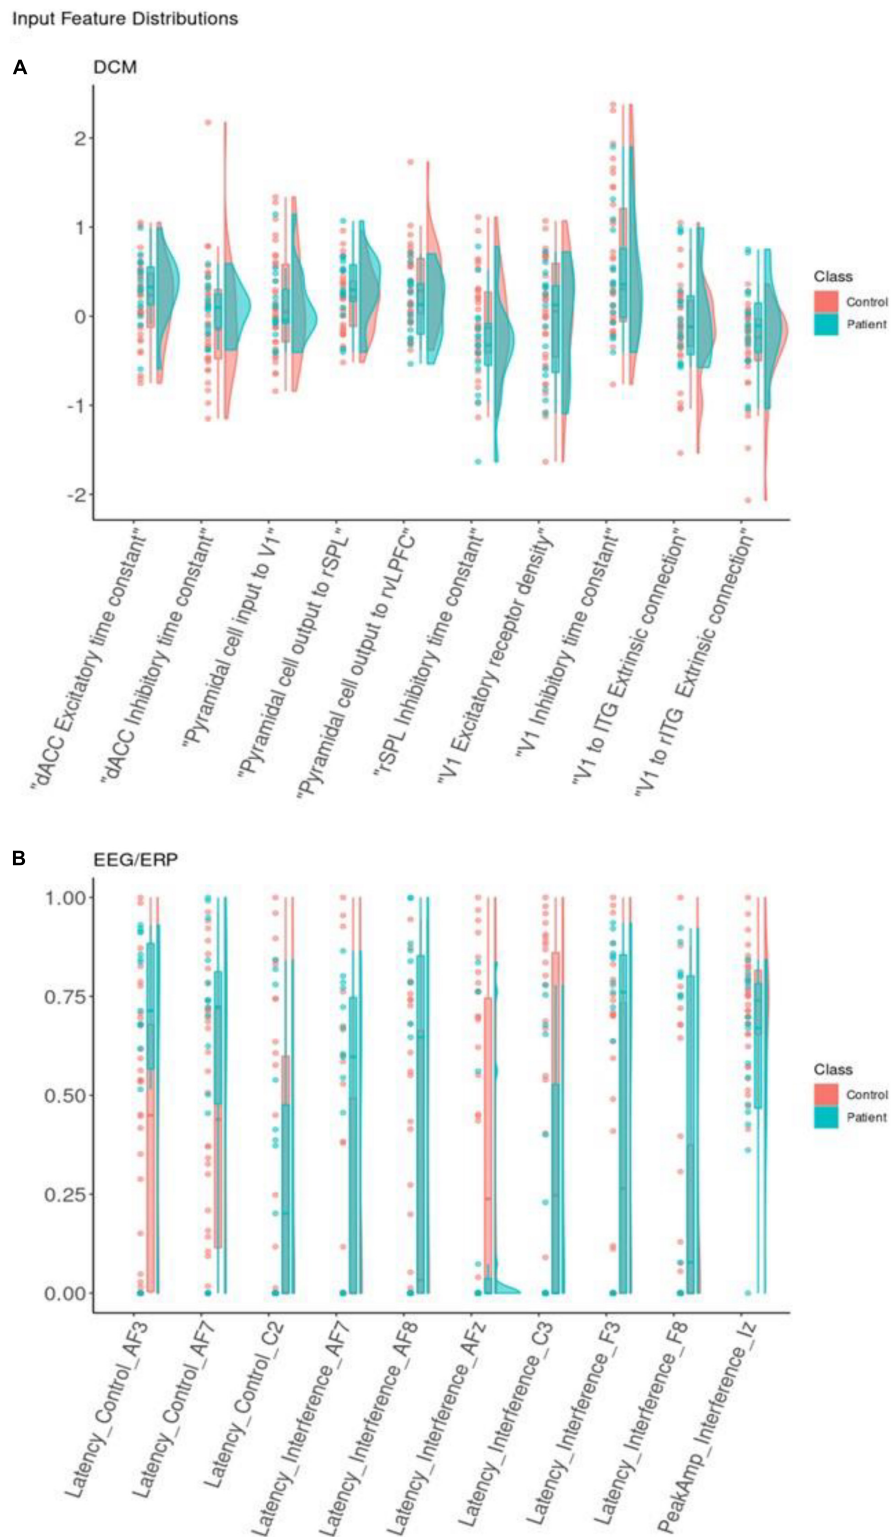 Input Feature Distributions
A
DCM
2
1
0
-1
-2
Class
Control
Patient
"dACC Excitatory time constant"
"dACC Inhibitory time constant"
"Pyramidal cell input to V1"
"Pyramidal cell output to rSPL"
"Pyramidal cell output to rvLPFC"
"rSPL Inhibitory time constant"
"V1 Excitatory receptor density"
"V1 Inhibitory time constant"
"V1 to lTG Extrinsic connection"
"V1 to rITG  Extrinsic connection"
B
EEG/ERP
1.00
0.75
0.50
0.25
0.00
Class
Control
Patient
Latency_Control_AF3
Latency_Control_AF7
Latency_Control_C2
Latency_Interference_AF7
Latency_Interference_AF8
Latency_Interference_AFz
Latency_Interference_C3
Latency_Interference_F3
Latency_Interference_F8
PeakAmp_Interference_Iz